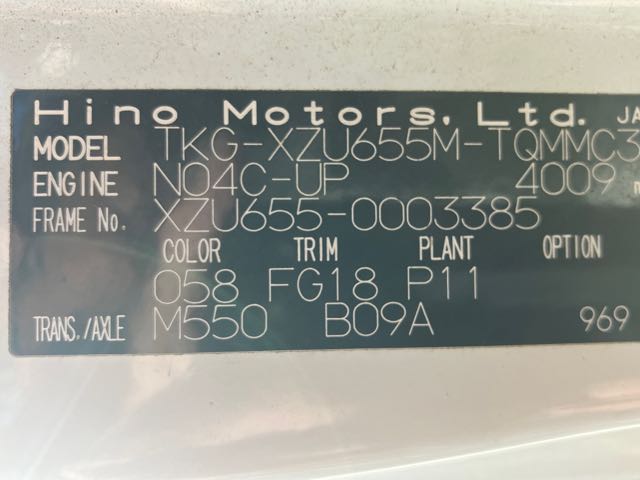 Hino Motors, Ltd. JA
MODEL TKG-XZU655M-TQMMC3
ENGINE N04C-UP 4009
FRAME No. XZU655-0003385
COLOR TRIM PLANT OPTION
058 FG18 P11
TRANS./AXLE M550 B09A 969